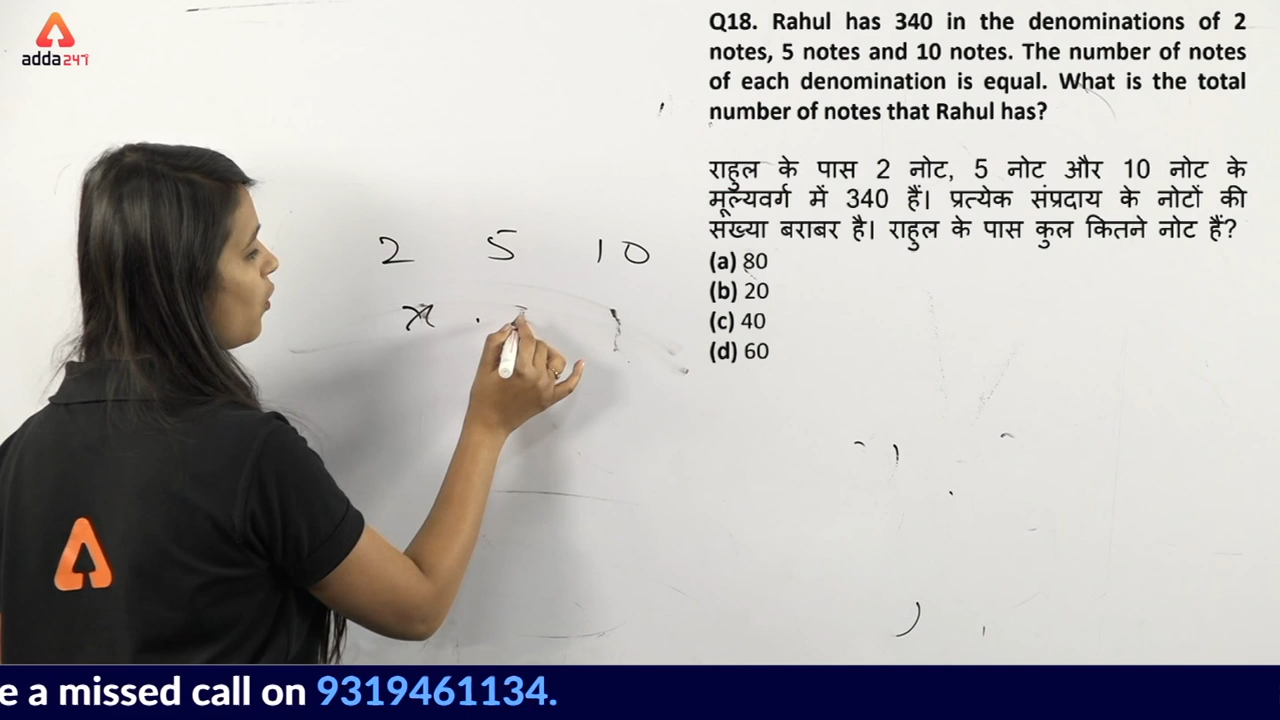 adda247
Q18. Rahul has 340 in the denominations of 2
notes, 5 notes and 10 notes. The number of notes
of each denomination is equal. What is the total
number of notes that Rahul has?
राहुल के पास 2 नोट, 5 नोट और 10 नोट के
मूल्यवर्ग में 340 हैं। प्रत्येक संप्रदाय के नोटों की
संख्या बराबर है। राहुल के पास कुल कितने नोट हैं?
(a) 80
(b) 20
(c) 40
(d) 60
2 5 10
x
e a missed call on 9319461134.